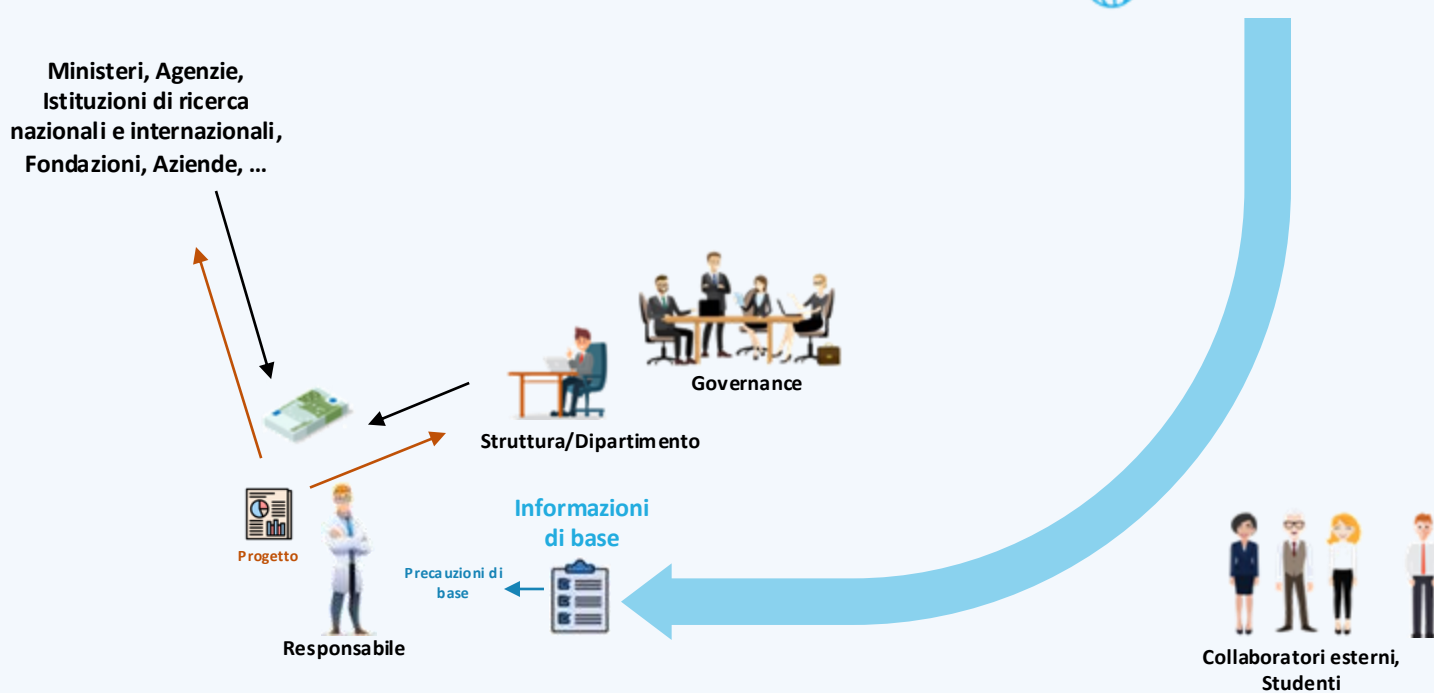 Ministeri, Agenzie,
Istituzioni di ricerca
nazionali e internazionali,
Fondazioni, Aziende, ...
Governance
Struttura/Dipartimento
Informazioni
di base
Progetto
Precauzioni di
base
Responsabile
Collaboratori esterni,
Studenti